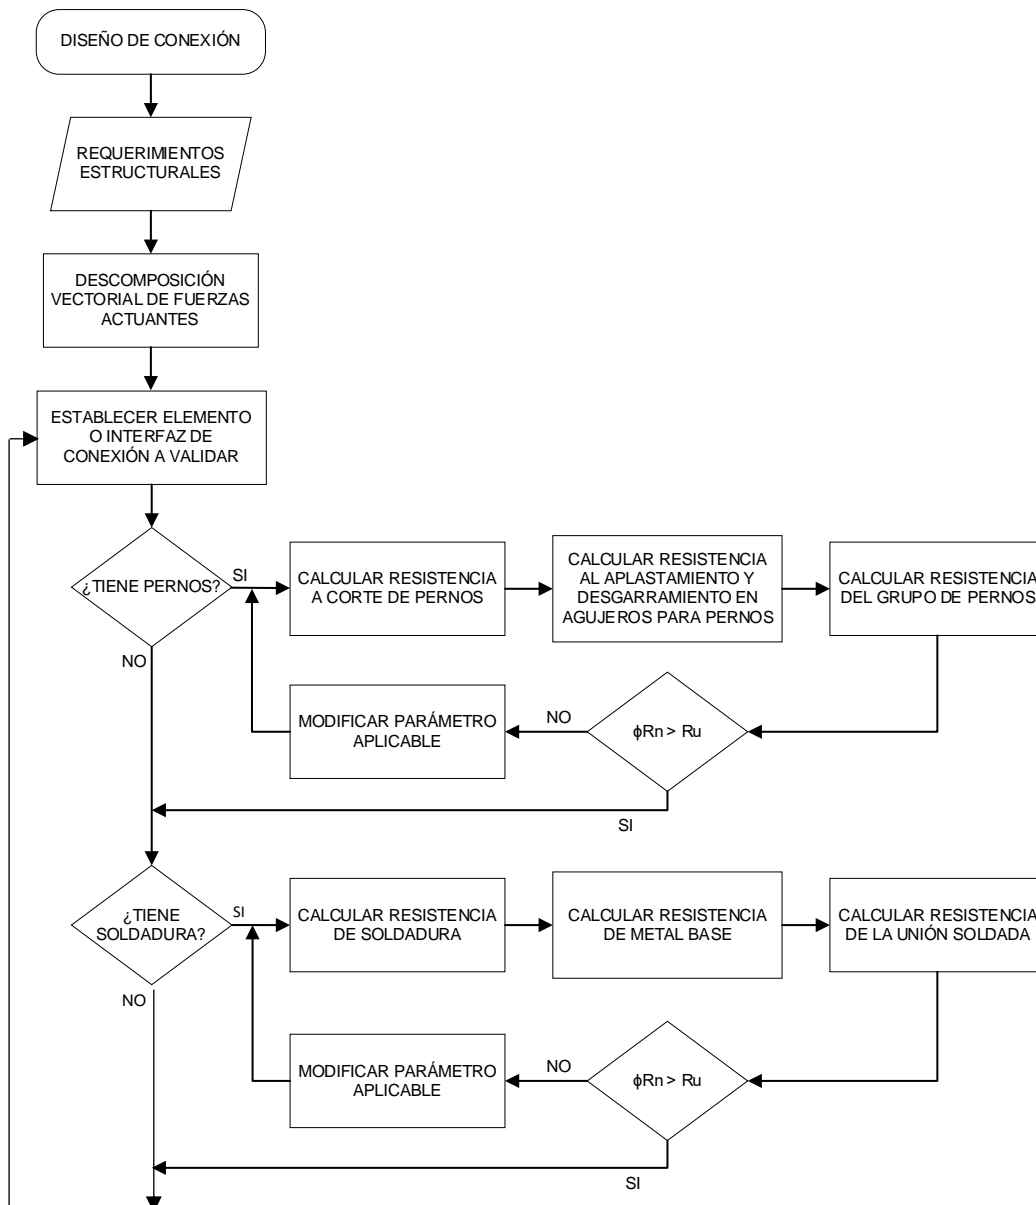 DISEÑO DE CONEXIÓN
REQUERIMIENTOS
ESTRUCTURALES
DESCOMPOSICIÓN
VECTORIAL DE FUERZAS
ACTUANTES
ESTABLECER ELEMENTO
O INTERFAZ DE
CONEXIÓN A VALIDAR
¿TIENE PERNOS?
SI
CALCULAR RESISTENCIA
A CORTE DE PERNOS
CALCULAR RESISTENCIA
AL APLASTAMIENTO Y
DESGARRAMIENTO EN
AGUJEROS PARA PERNOS
CALCULAR RESISTENCIA
DEL GRUPO DE PERNOS
NO
MODIFICAR PARÁMETRO
APLICABLE
NO
ϕRn > Ru
SI
¿TIENE
SOLDADURA?
SI
CALCULAR RESISTENCIA
DE SOLDADURA
CALCULAR RESISTENCIA
DE METAL BASE
CALCULAR RESISTENCIA
DE LA UNIÓN SOLDADA
NO
MODIFICAR PARÁMETRO
APLICABLE
NO
ϕRn > Ru
SI